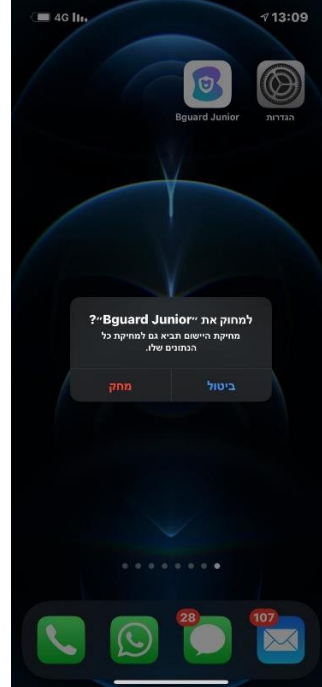 4G
13:09
Bguard Junior
הגדרות
למחוק את ״Bguard Junior״?
מחיקת היישום תביא גם למחיקת כל
הנתונים שלו.
ביטול
מחק
28
107